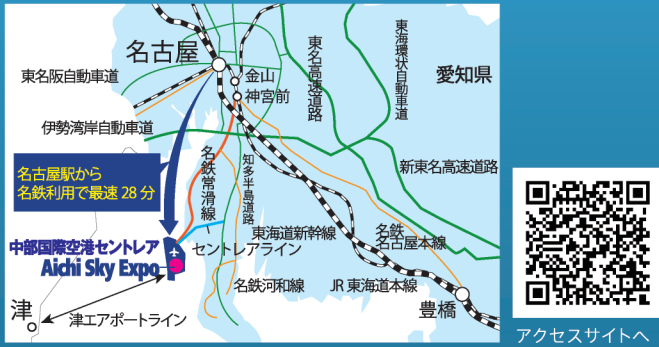 名古屋
東名阪自動車道
金山
神宮前
伊勢湾岸自動車道
東名高速道路
東海環状自動車道
愛知県
新東名高速道路
名古屋駅から
名鉄利用で最速28分
名鉄常滑線
知多半島道路
中部国際空港セントレア
Aichi Sky Expo
セントレアライン
東海道新幹線
名鉄
名古屋本線
名鉄河和線
JR東海道本線
豊橋
津
津エアポートライン
アクセスサイトへ